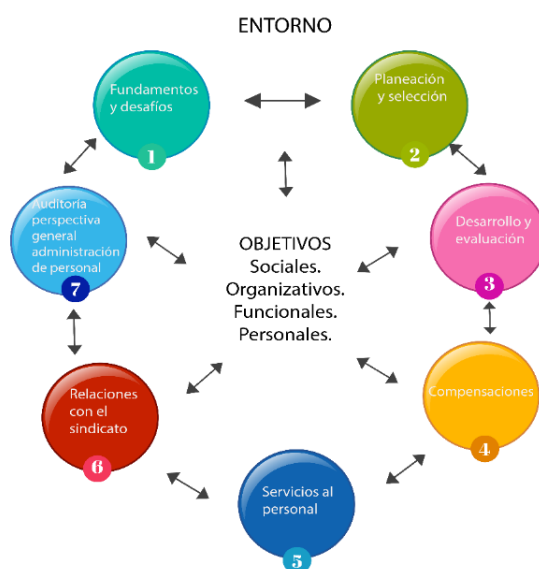 ENTORNO
Fundamentos
y desafíos
1
Planeación
y selección
2
Desarrollo y
evaluación
3
Compensaciones
4
Servicios al
personal
5
Relaciones
con el
sindicato
6
Auditoría
perspectiva
general
administración
de personal
7
OBJETIVOS
Sociales.
Organizativos.
Funcionales.
Personales.